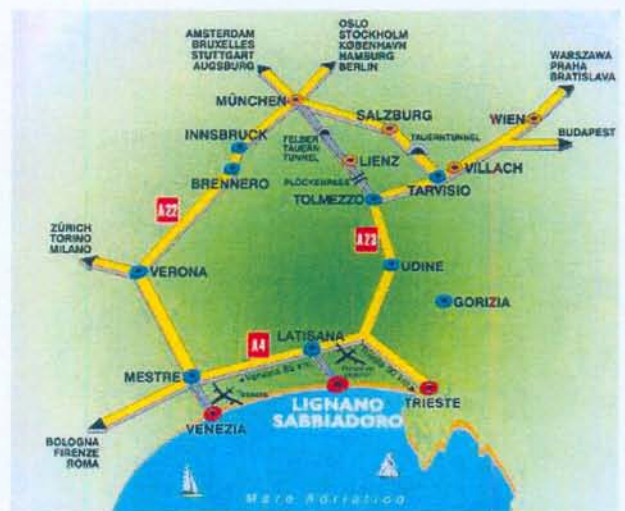 AMSTERDAM
BRUXELLES
STUTTGART
AUGSBURG
OSLO
STOCKHOLM
KØBENHAVN
HAMBURG
BERLIN
WARSZAWA
PRAHA
BRATISLAVA
MÜNCHEN
SALZBURG
WIEN
BUDAPEST
INNSBRUCK
FELBER
TAUERN
TUNNEL
TAUERNTUNNEL
LIENZ
VILLACH
BRENNERO
PLÖCKENPASS
TARVISIO
TOLMEZZO
A22
A23
ZÜRICH
TORINO
MILANO
VERONA
UDINE
GORIZIA
LATISANA
A4
MESTRE
LIGNANO
SABBIADORO
TRIESTE
VENEZIA
BOLOGNA
FIRENZE
ROMA
Mare Adriatico